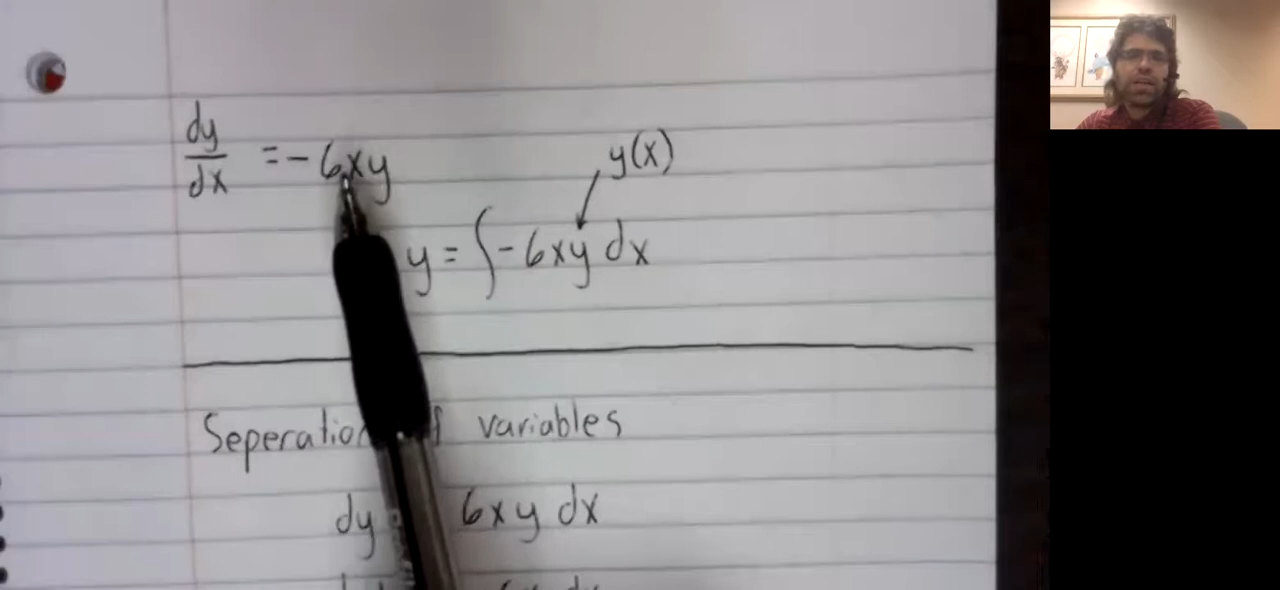 dy/dx = -6xy
y(x)
y = ∫ -6xy dx
Seperation variables
dy 6xy dx